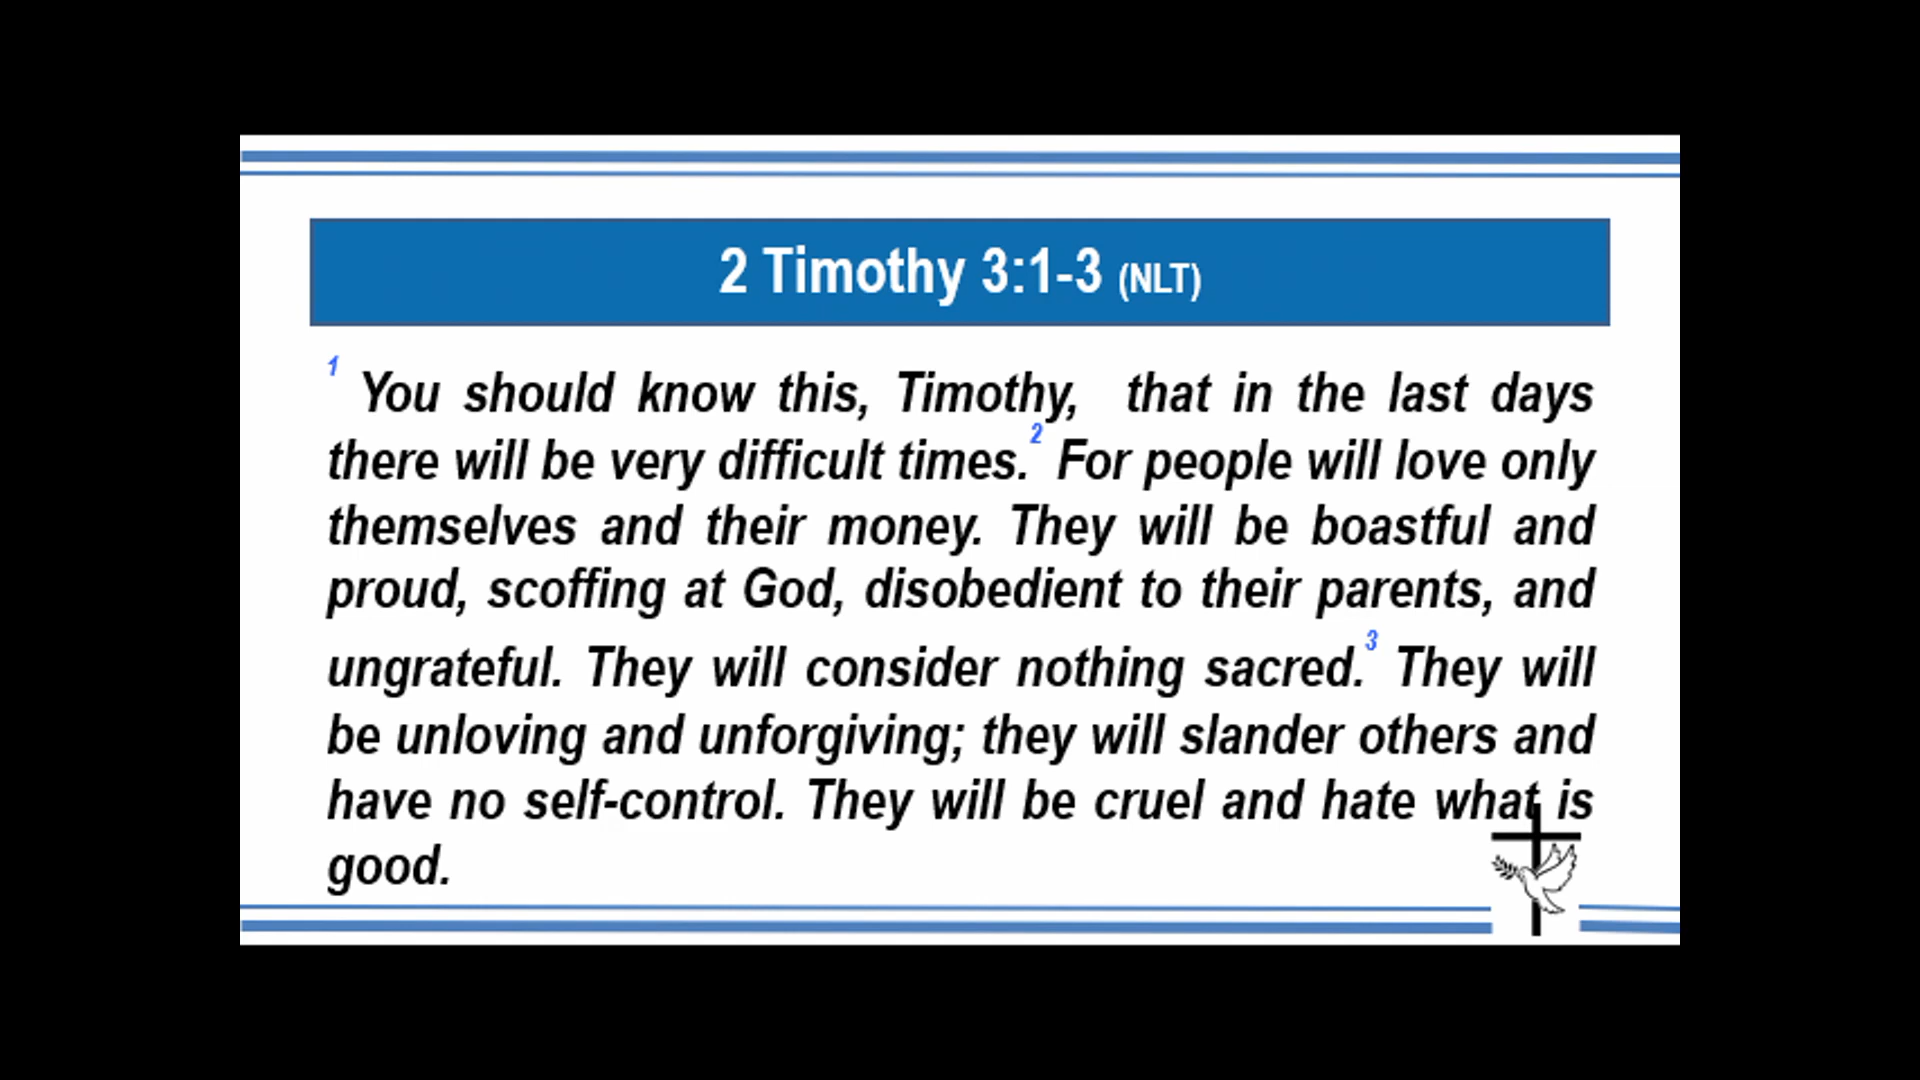 2 Timothy 3:1-3 (NLT)
1 You should know this, Timothy, that in the last days
there will be very difficult times.2 For people will love only
themselves and their money. They will be boastful and
proud, scoffing at God, disobedient to their parents, and
ungrateful. They will consider nothing sacred.3 They will
be unloving and unforgiving; they will slander others and
have no self-control. They will be cruel and hate what is
good.